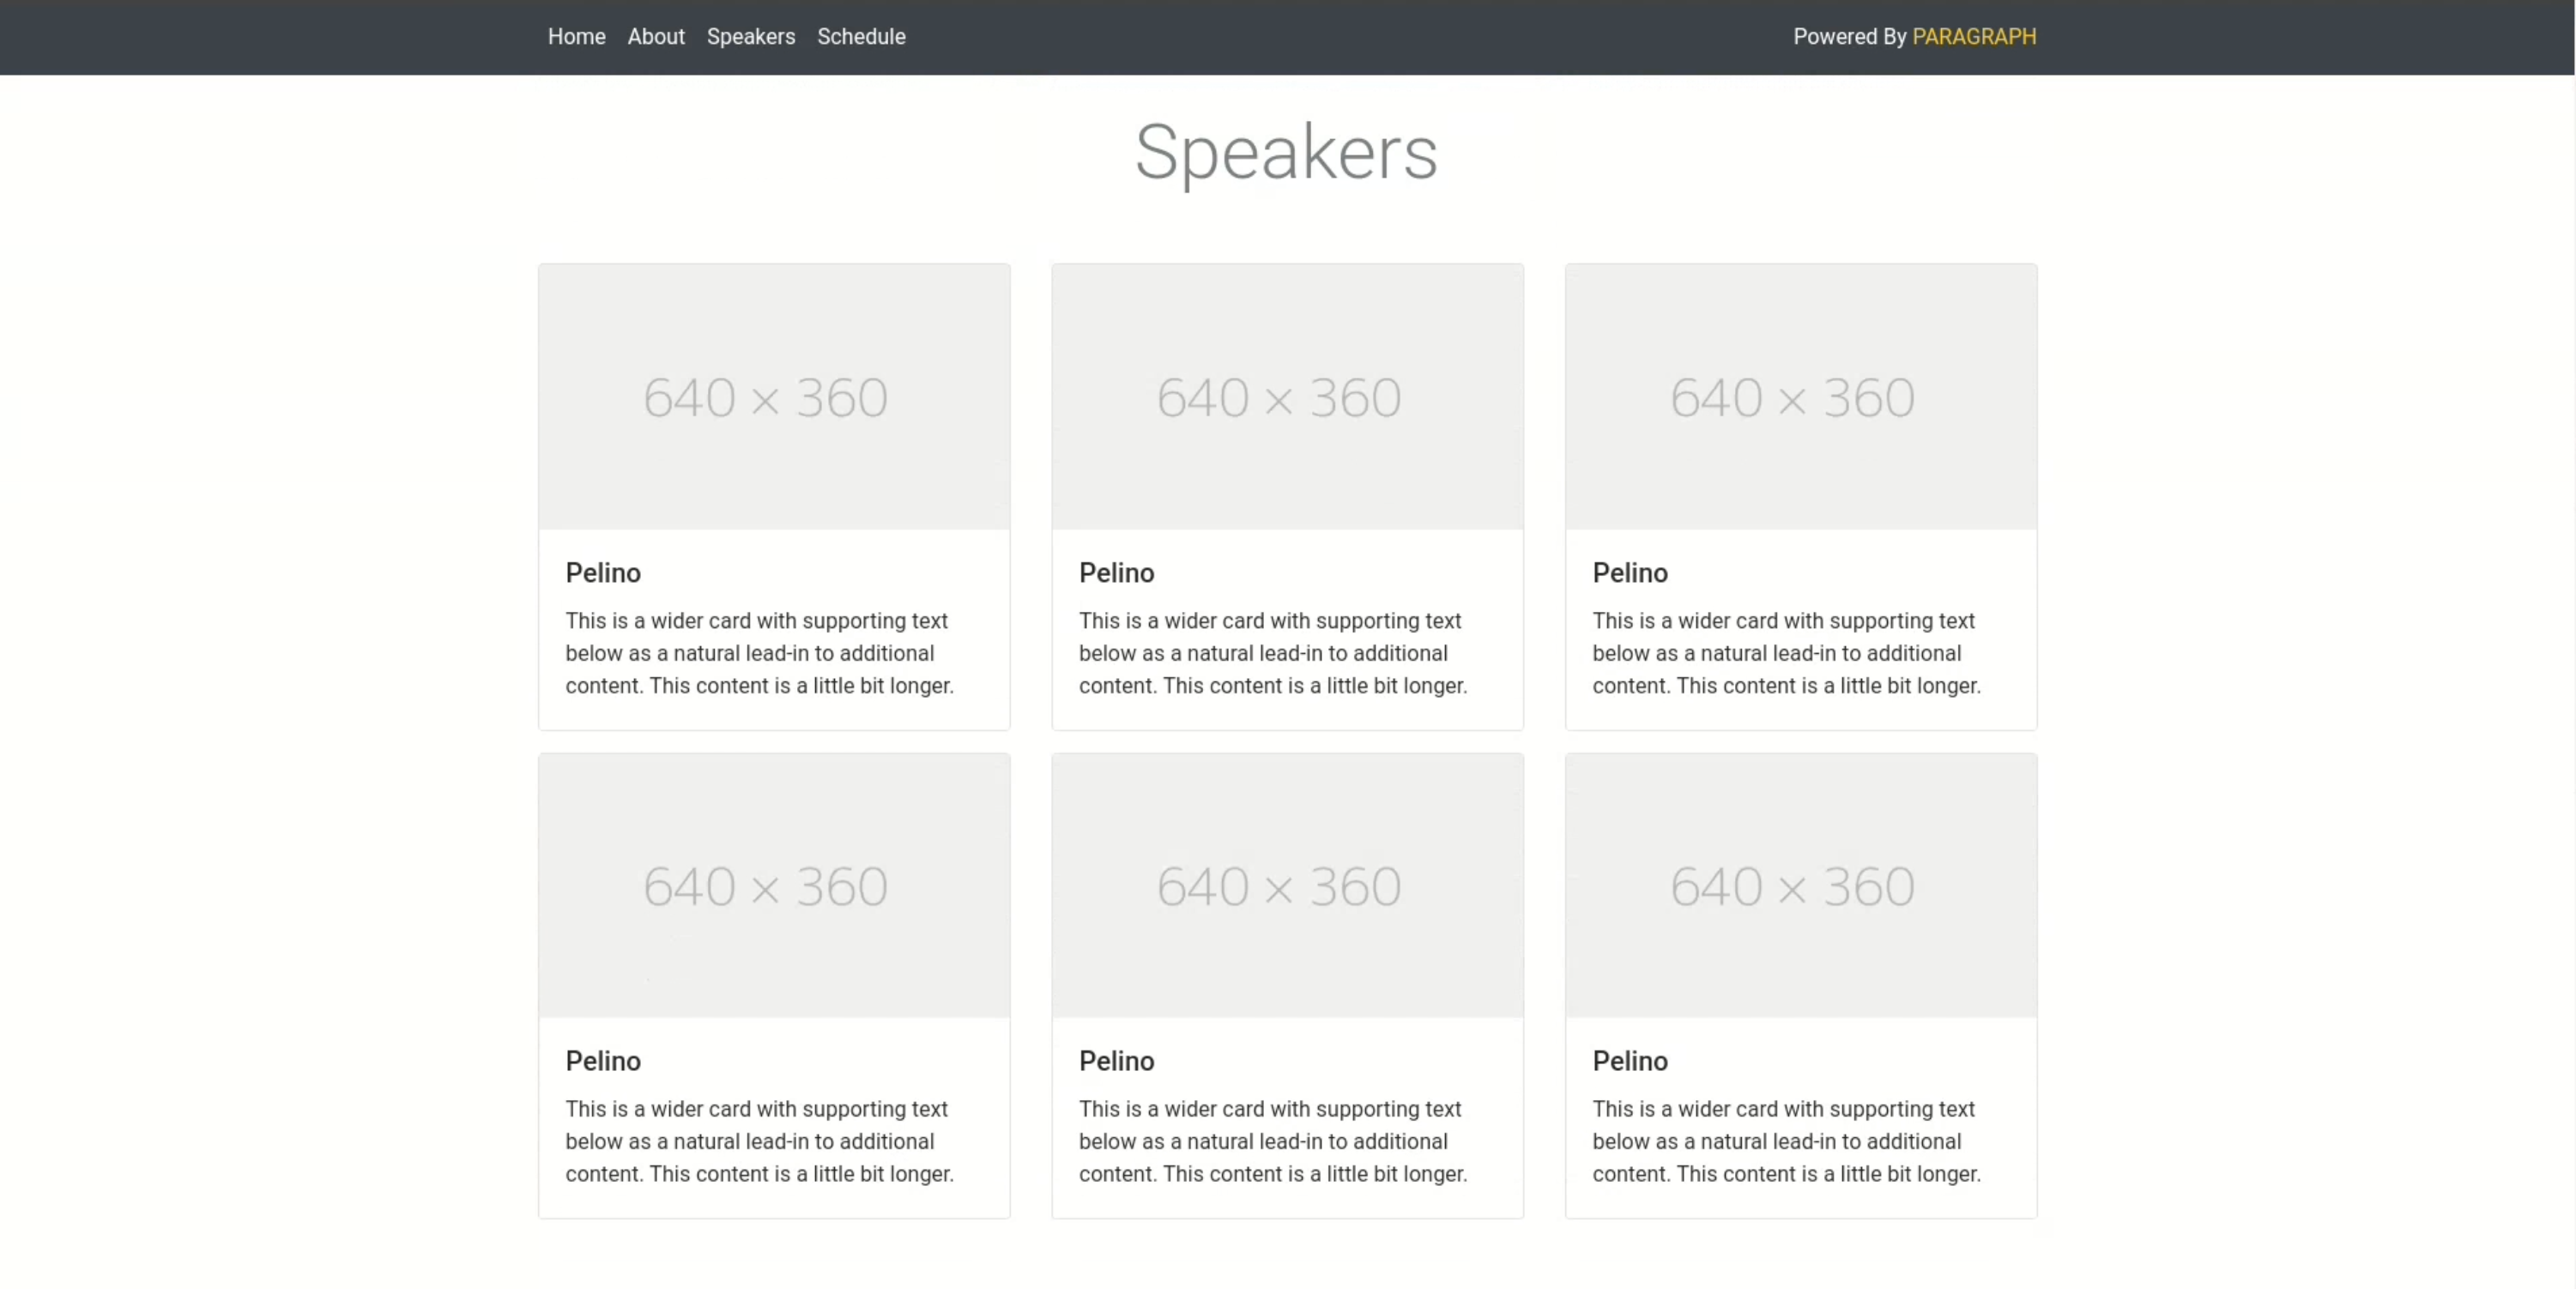 Home About Speakers Schedule Powered By PARAGRAPH
Speakers
640 × 360 640 × 360 640 × 360
Pelino Pelino Pelino
This is a wider card with supporting text
below as a natural lead-in to additional
content. This content is a little bit longer.
This is a wider card with supporting text
below as a natural lead-in to additional
content. This content is a little bit longer.
This is a wider card with supporting text
below as a natural lead-in to additional
content. This content is a little bit longer.
640 × 360 640 × 360 640 × 360
Pelino Pelino Pelino
This is a wider card with supporting text
below as a natural lead-in to additional
content. This content is a little bit longer.
This is a wider card with supporting text
below as a natural lead-in to additional
content. This content is a little bit longer.
This is a wider card with supporting text
below as a natural lead-in to additional
content. This content is a little bit longer.